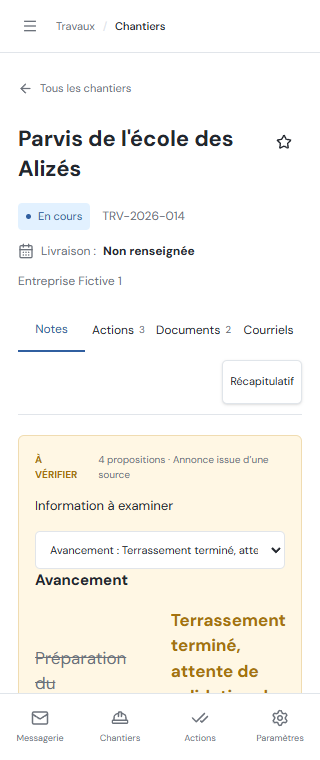 Travaux / Chantiers
Tous les chantiers
Parvis de l'école des
Alizés
En cours TRV-2026-014
Livraison : Non renseignée
Entreprise Fictive 1
Notes Actions 3 Documents 2 Courriels
Récapitulatif
À 4 propositions · Annonce issue d'une
VÉRIFIER source
Information à examiner
Avancement : Terrassement terminé, atte
Avancement
Terrassement
terminé,
Préparation attente de
du
Messagerie Chantiers Actions Paramètres